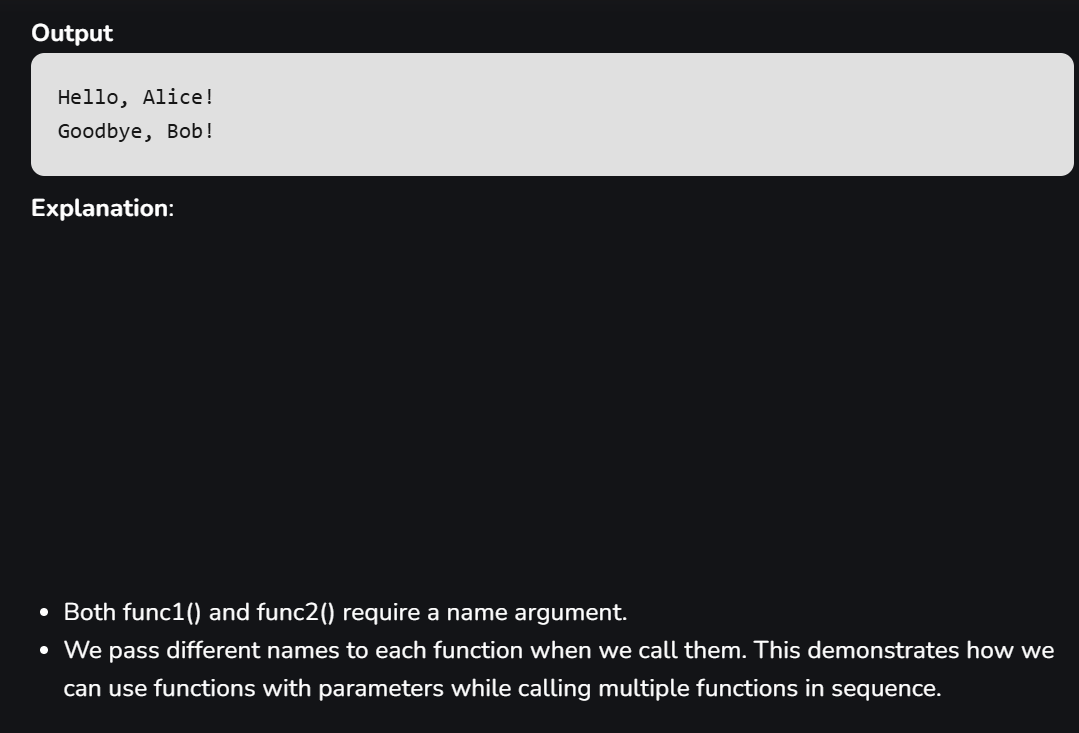 Output
Hello, Alice!
Goodbye, Bob!
Explanation:
Both func1() and func2() require a name argument.
We pass different names to each function when we call them. This demonstrates how we
can use functions with parameters while calling multiple functions in sequence.